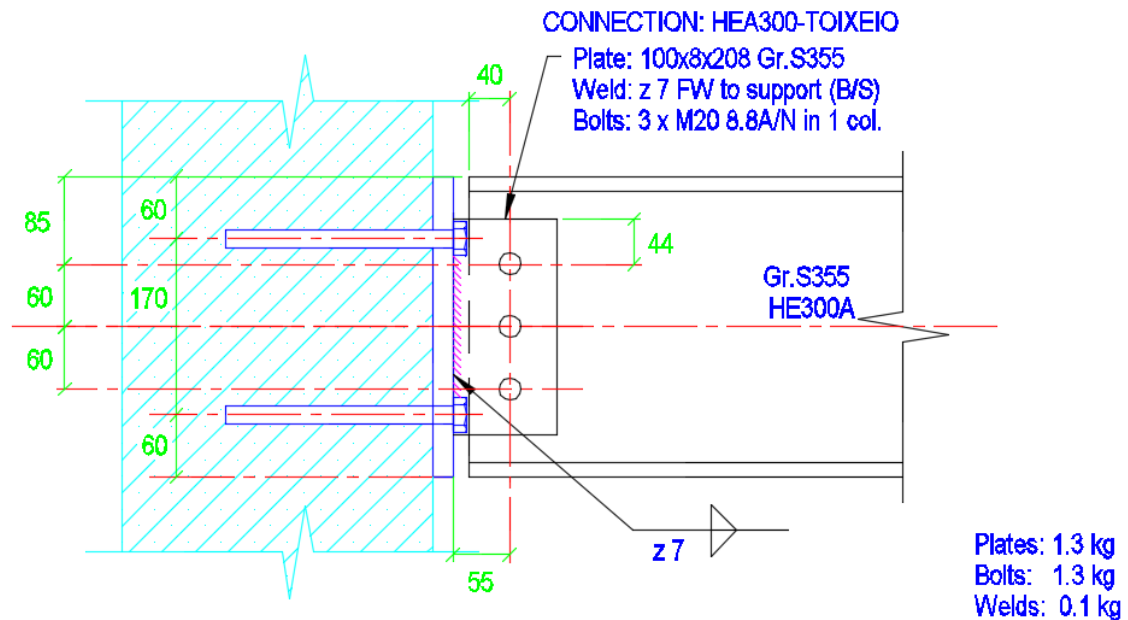 CONNECTION: HEA300-TOIXEIO
Plate: 100x8x208 Gr.S355
Weld: z 7 FW to support (B/S)
Bolts: 3 x M20 8.8A/N in 1 col.
40
85
60
44
60
170
Gr.S355
HE300A
60
60
z 7
55
Plates: 1.3 kg
Bolts: 1.3 kg
Welds: 0.1 kg